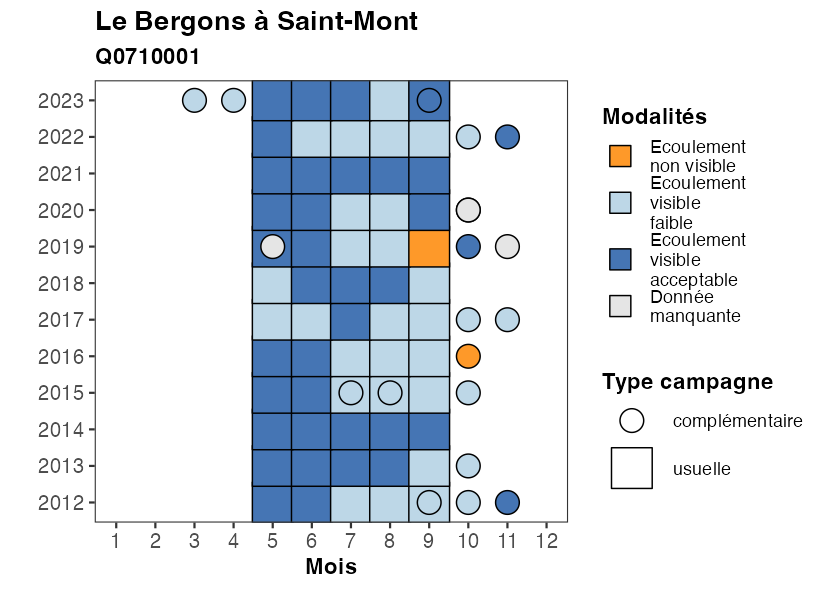 Le Bergons à Saint-Mont
Q0710001
2023
2022
2021
2020
2019
2018
2017
2016
2015
2014
2013
2012
1 2 3 4 5 6 7 8 9 10 11 12
Mois
Modalités
Ecoulement
non visible
Ecoulement
visible
faible
Ecoulement
visible
acceptable
Donnée
manquante
Type campagne
complémentaire
usuelle